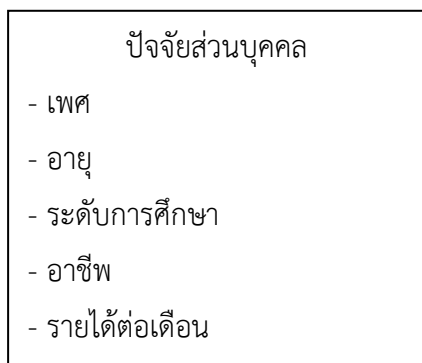 ปัจจัยส่วนบุคคล
- เพศ
- อายุ
- ระดับการศึกษา
- อาชีพ
- รายได้ต่อเดือน